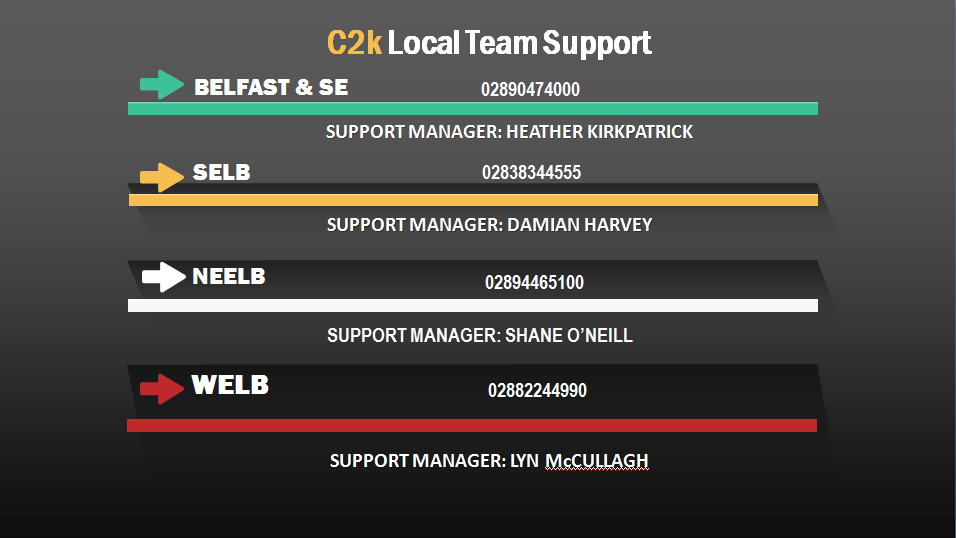 C2k Local Team Support
BELFAST & SE 02890474000
SUPPORT MANAGER: HEATHER KIRKPATRICK
SELB 02838344555
SUPPORT MANAGER: DAMIAN HARVEY
NEELB 02894465100
SUPPORT MANAGER: SHANE O’NEILL
WELB 02882244990
SUPPORT MANAGER: LYN McCULLAGH